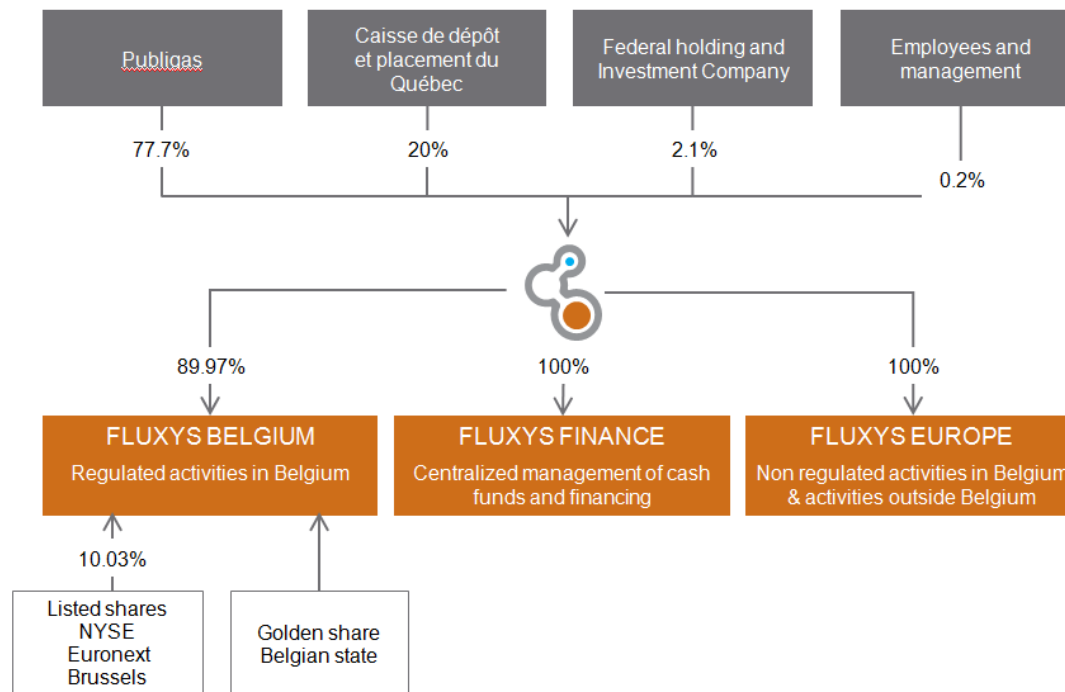 Publigas
Caisse de dépôt
et placement du
Québec
Federal holding and
Investment Company
Employees and
management
77.7%
20%
2.1%
0.2%
89.97%
100%
100%
FLUXYS BELGIUM
Regulated activities in Belgium
FLUXYS FINANCE
Centralized management of cash
funds and financing
FLUXYS EUROPE
Non regulated activities in Belgium
& activities outside Belgium
10.03%
Listed shares
NYSE
Euronext
Brussels
Golden share
Belgian state